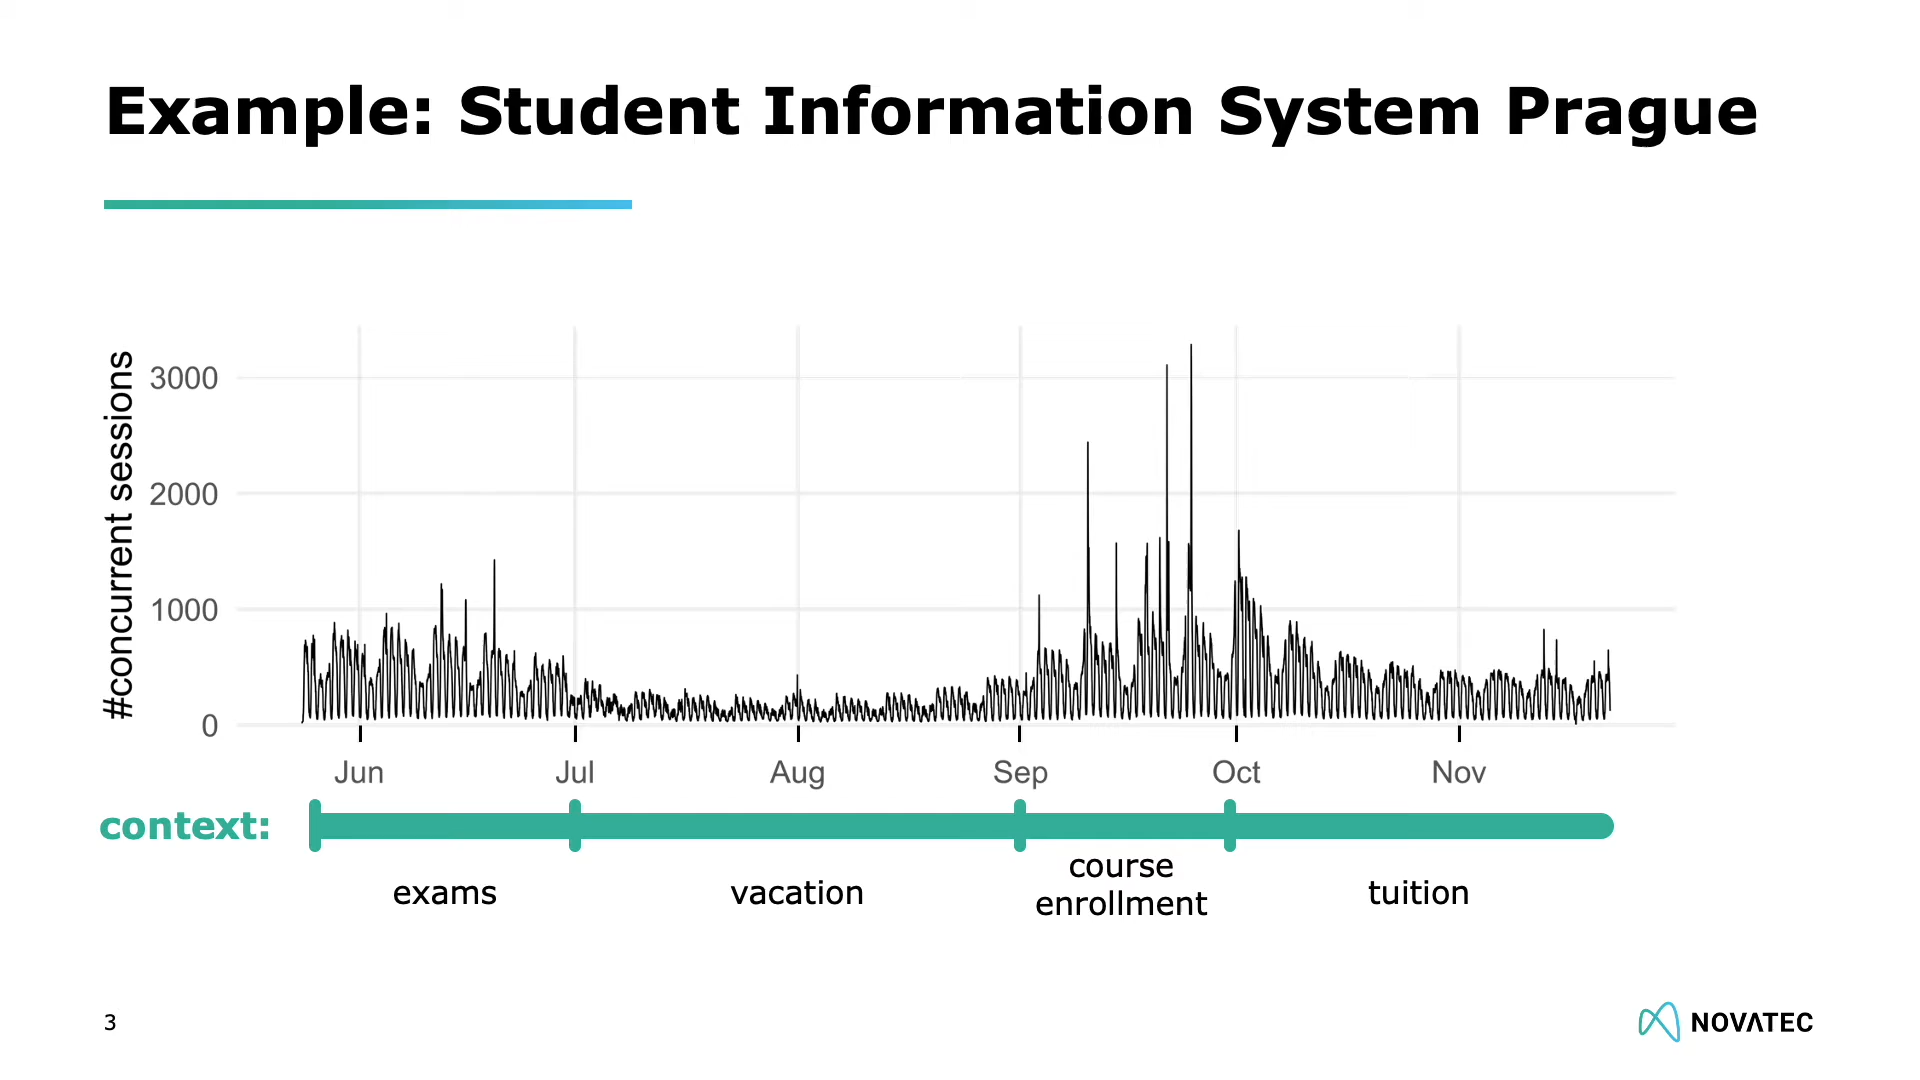 Example: Student Information System Prague
#concurrent sessions
3000
2000
1000
0
Jun Jul Aug Sep Oct Nov
context:
exams vacation course enrollment tuition
3
NOVATEC